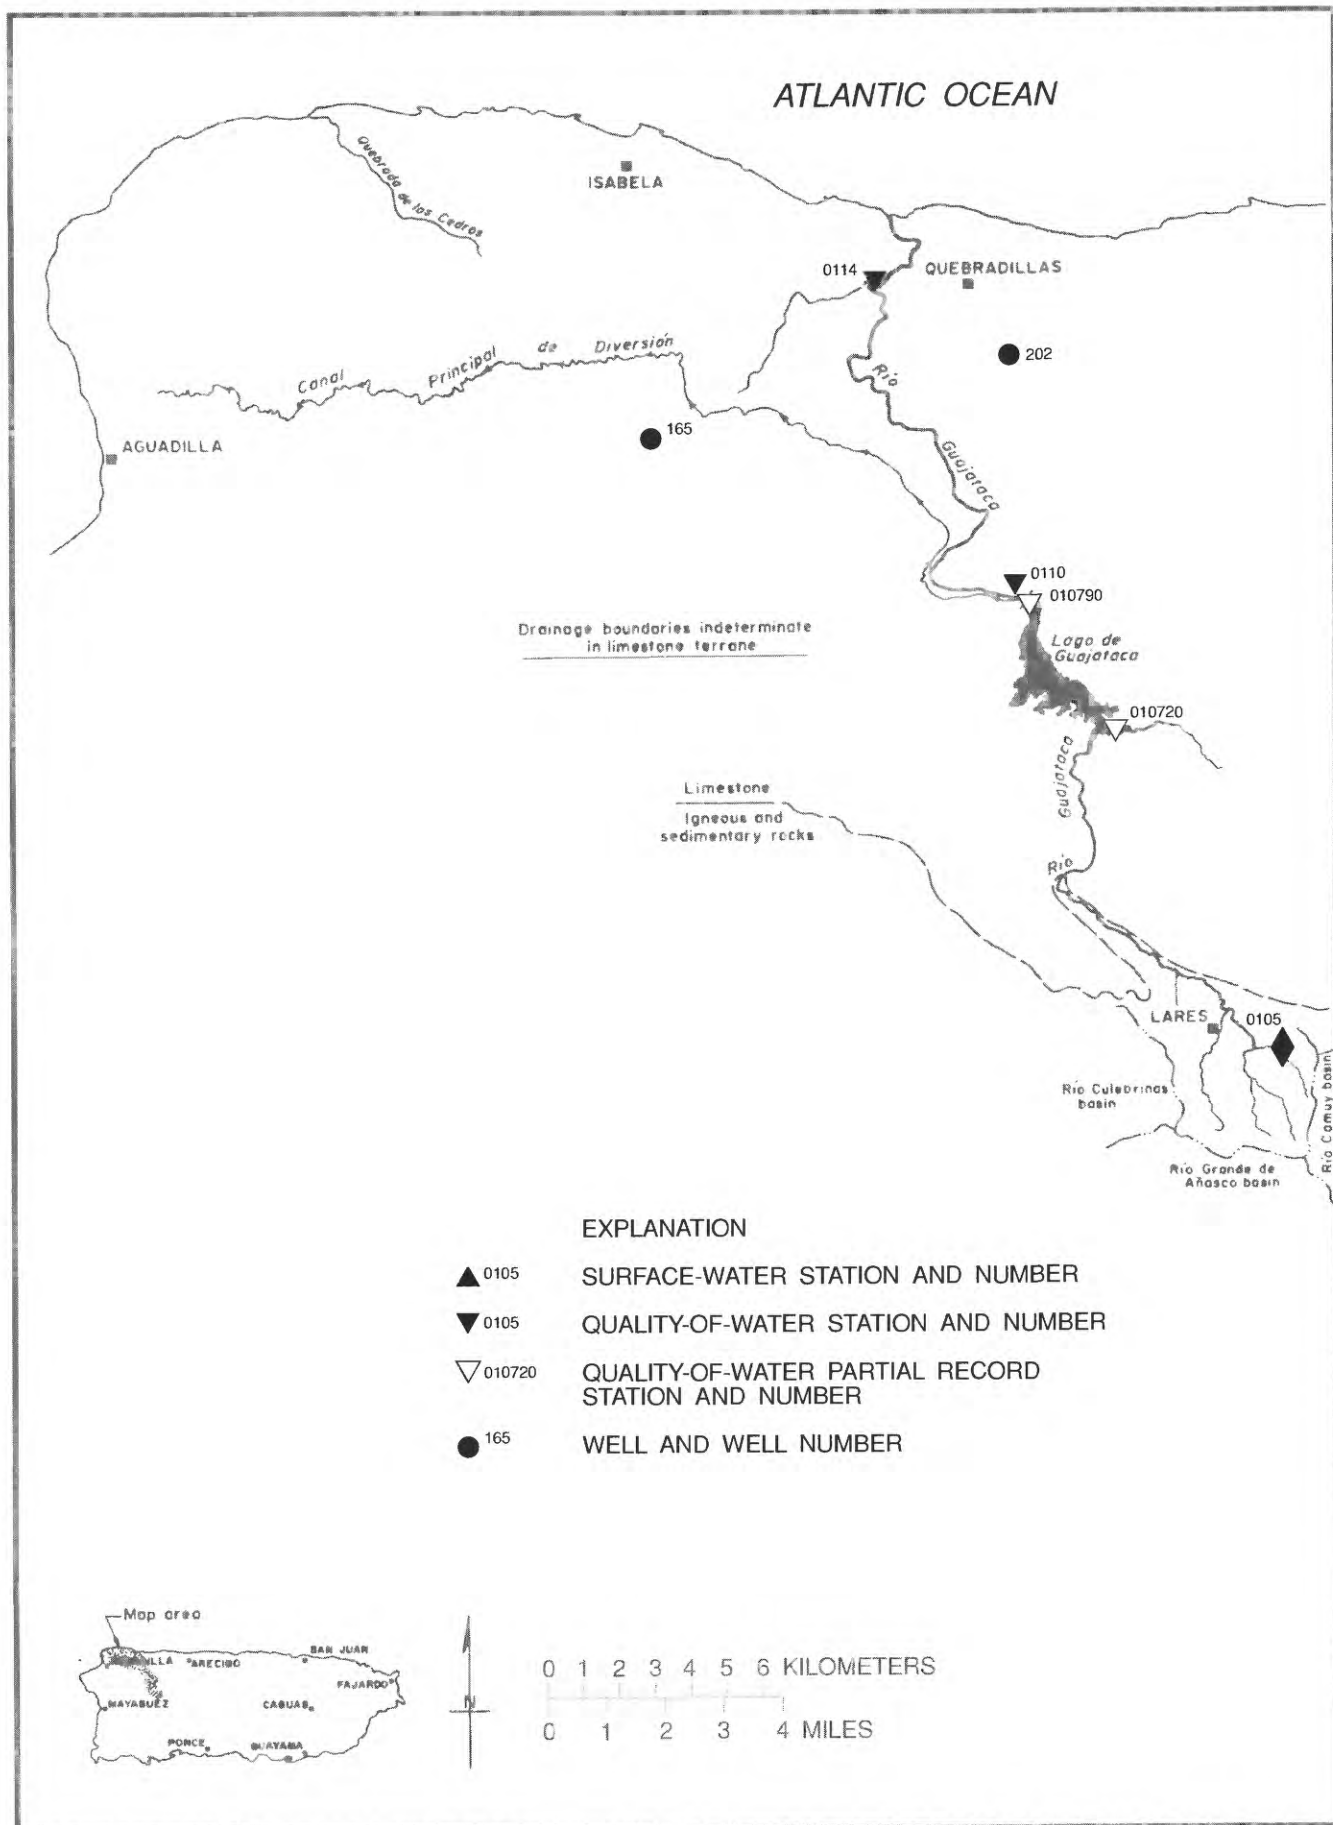 ATLANTIC OCEAN
Quebrada de los Cedros
ISABELA
0114
QUEBRADILLAS
202
Canal Principal de Diversión
Río Guajataca
165
AGUADILLA
0110
010790
Drainage boundaries indeterminate
in limestone terrane
Lago de
Guajataca
010720
Río Guajataca
Limestone
Igneous and
sedimentary rocks
LARES
0105
Río Culebrinas
basin
Río Camuy basin
Río Grande de
Añasco basin
EXPLANATION
0105 SURFACE-WATER STATION AND NUMBER
0105 QUALITY-OF-WATER STATION AND NUMBER
010720 QUALITY-OF-WATER PARTIAL RECORD
STATION AND NUMBER
165 WELL AND WELL NUMBER
Map area
SAN JUAN
ARECIBO
FAJARDO
MAYAGUEZ
CAGUAS
PONCE
GUAYAMA
N
0 1 2 3 4 5 6 KILOMETERS
0 1 2 3 4 MILES